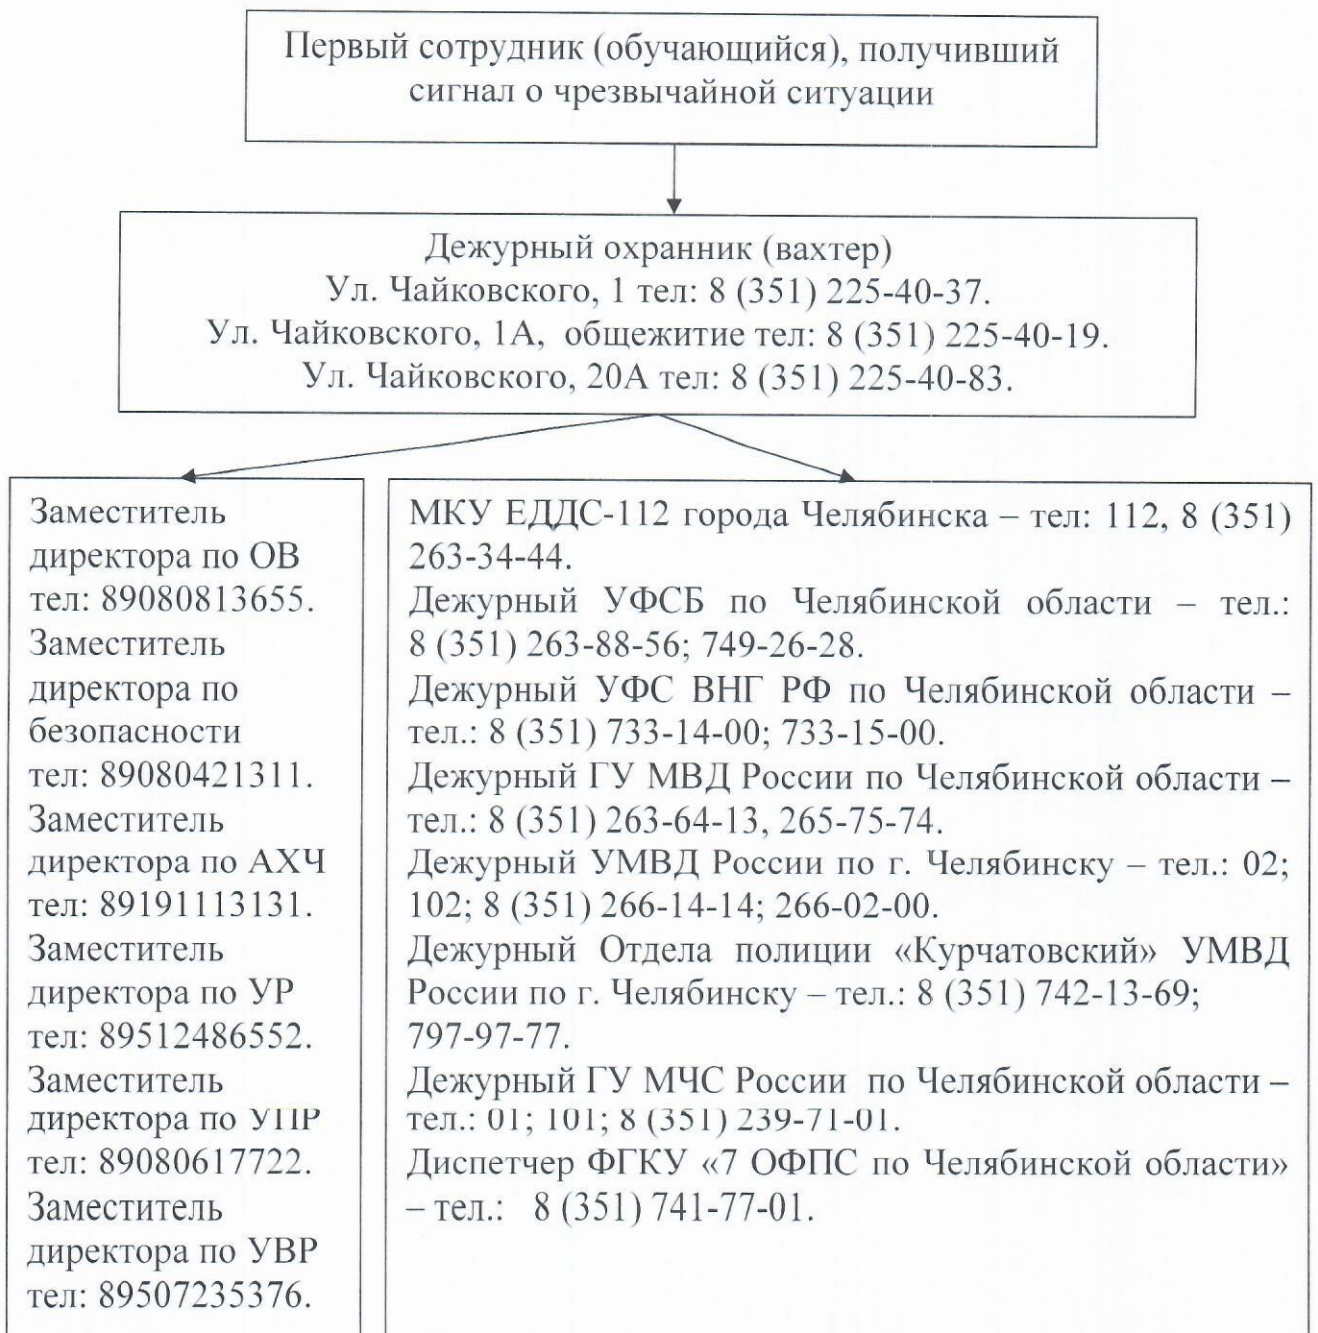 Первый сотрудник (обучающийся), получивший
сигнал о чрезвычайной ситуации
Дежурный охранник (вахтер)
Ул. Чайковского, 1 тел: 8 (351) 225-40-37.
Ул. Чайковского, 1А, общежитие тел: 8 (351) 225-40-19.
Ул. Чайковского, 20А тел: 8 (351) 225-40-83.
Заместитель
директора по ОВ
тел: 89080813655.
Заместитель
директора по
безопасности
тел: 89080421311.
Заместитель
директора по АХЧ
тел: 89191113131.
Заместитель
директора по УР
тел: 89512486552.
Заместитель
директора по УПР
тел: 89080617722.
Заместитель
директора по УВР
тел: 89507235376.
МКУ ЕДДС-112 города Челябинска – тел: 112, 8 (351)
263-34-44.
Дежурный УФСБ по Челябинской области – тел.:
8 (351) 263-88-56; 749-26-28.
Дежурный УФС ВНГ РФ по Челябинской области –
тел.: 8 (351) 733-14-00; 733-15-00.
Дежурный ГУ МВД России по Челябинской области –
тел.: 8 (351) 263-64-13, 265-75-74.
Дежурный УМВД России по г. Челябинску – тел.: 02;
102; 8 (351) 266-14-14; 266-02-00.
Дежурный Отдела полиции «Курчатовский» УМВД
России по г. Челябинску – тел.: 8 (351) 742-13-69;
797-97-77.
Дежурный ГУ МЧС России по Челябинской области –
тел.: 01; 101; 8 (351) 239-71-01.
Диспетчер ФГКУ «7 ОФПС по Челябинской области»
– тел.: 8 (351) 741-77-01.